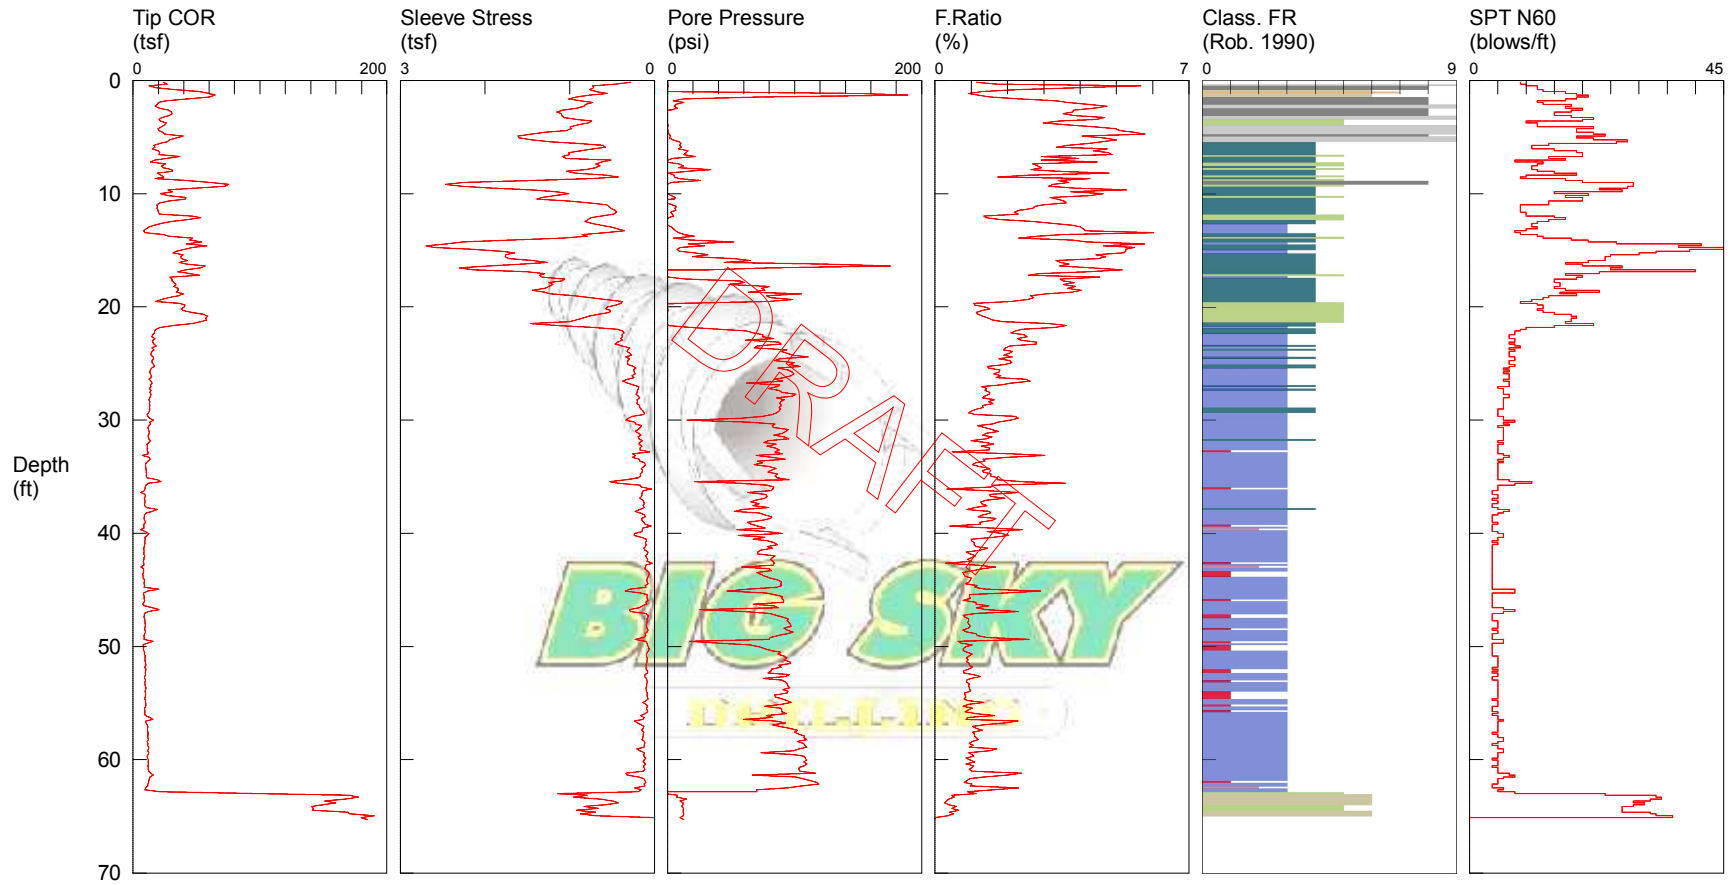 Tip COR
(tsf)
Sleeve Stress
(tsf)
Pore Pressure
(psi)
F.Ratio
(%)
Class. FR
(Rob. 1990)
SPT N60
(blows/ft)
0 200
3 0
0 200
0 7
0 9
0 45
0
10
20
30
40
50
60
70
Depth
(ft)
DRAFT
BIG SKY
DRILLING